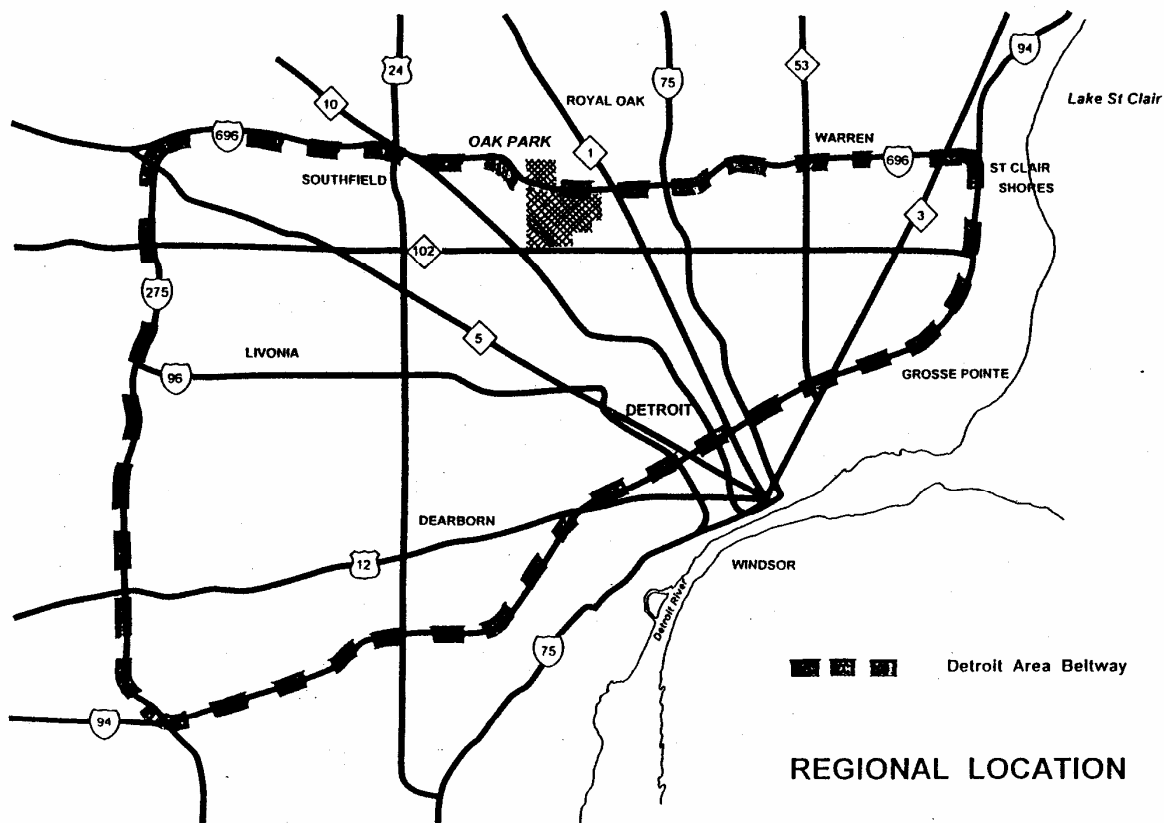 94
24
53
75
10
ROYAL OAK
Lake St Clair
696
OAK PARK
WARREN
1
696
SOUTHFIELD
ST CLAIR
SHORES
3
102
275
5
LIVONIA
96
GROSSE POINTE
DETROIT
DEARBORN
12
WINDSOR
Detroit River
75
Detroit Area Beltway
94
REGIONAL LOCATION